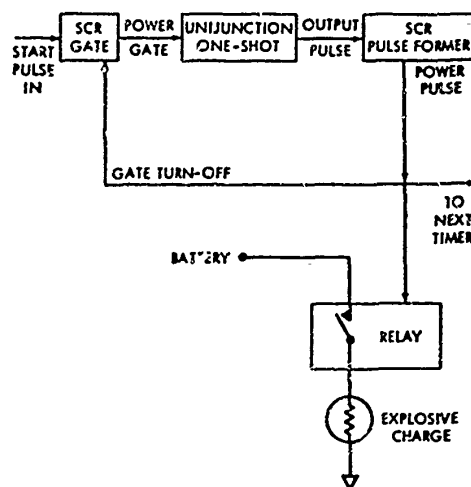 SCR
GATE
POWER
GATE
UNIJUNCTION
ONE-SHOT
OUTPUT
PULSE
SCR
PULSE FORMER
START
PULSE
IN
POWER
PULSE
GATE TURN-OFF
TO
NEXT
TIMER
BATTERY
RELAY
EXPLOSIVE
CHARGE